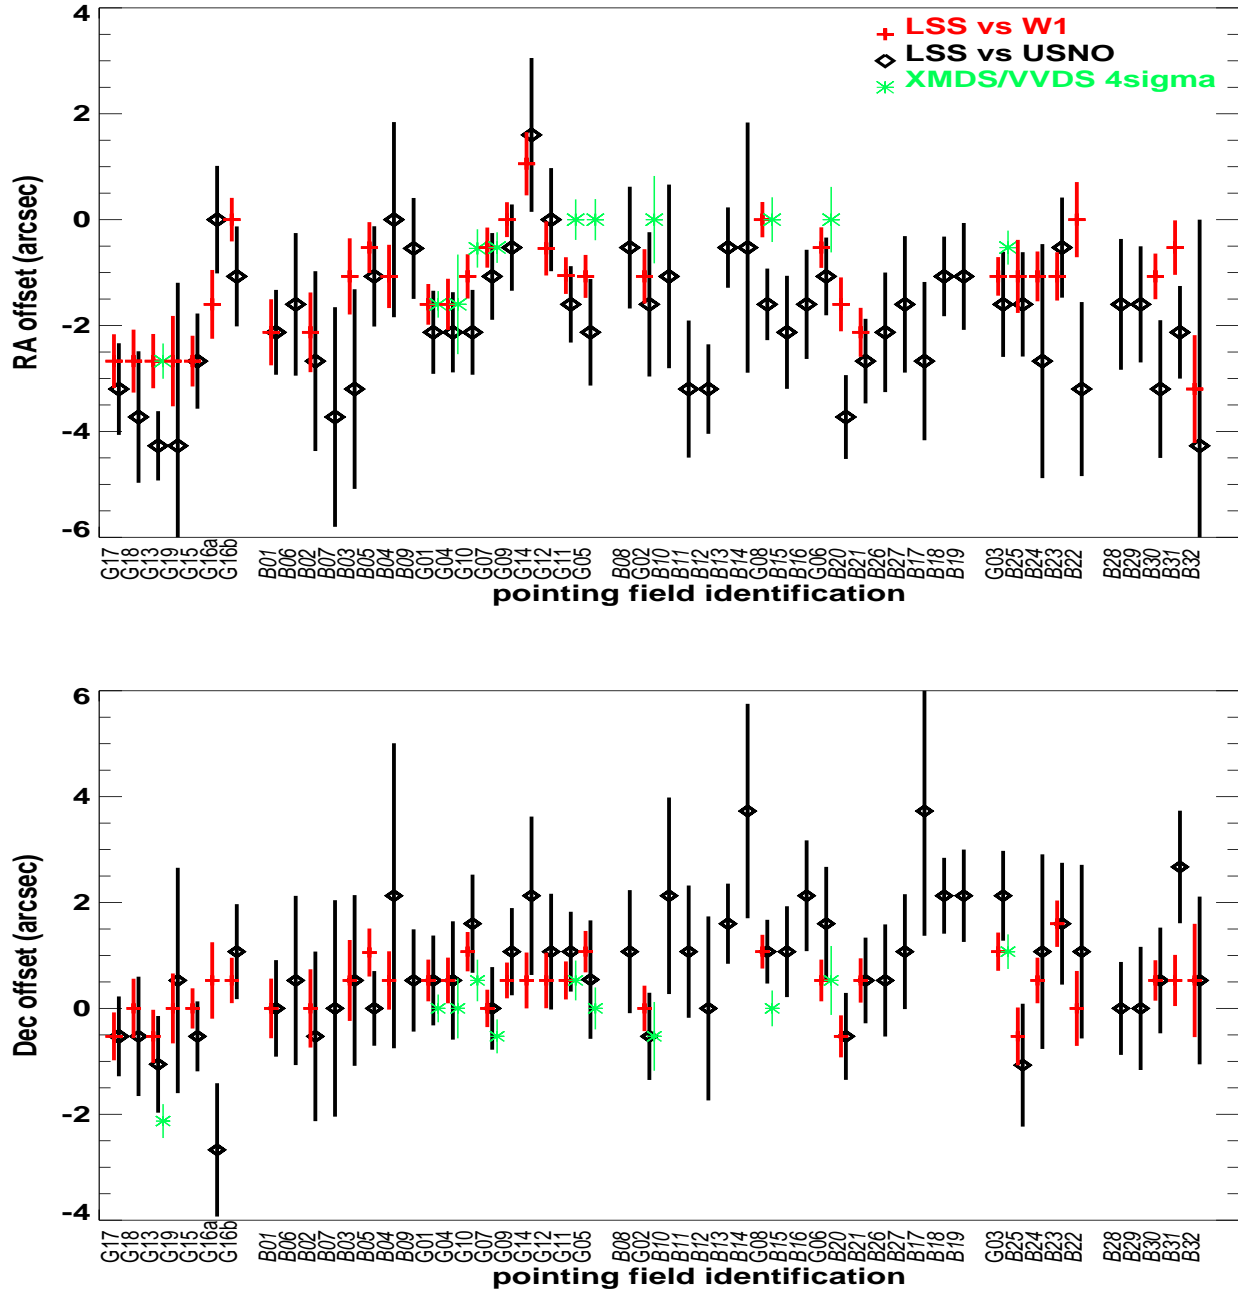 4
2
0
-2
-4
-6
RA offset (arcsec)
LSS vs W1
LSS vs USNO
XMDS/VVDS 4sigma
G17 G18 G13 G19 G15 G16a G16b B01 B06 B02 B07 B03 B05 B04 B09 G01 G04 G10 G07 G09 G14 G12 G11 G05 B08 G02 B10 B11 B12 B13 B14 G08 B15 B16 G06 B20 B21 B26 B27 B17 B18 B19 G03 B25 B24 B23 B22 B28 B29 B30 B31 B32
pointing field identification
6
4
2
0
-2
-4
Dec offset (arcsec)
G17 G18 G13 G19 G15 G16a G16b B01 B06 B02 B07 B03 B05 B04 B09 G01 G04 G10 G07 G09 G14 G12 G11 G05 B08 G02 B10 B11 B12 B13 B14 G08 B15 B16 G06 B20 B21 B26 B27 B17 B18 B19 G03 B25 B24 B23 B22 B28 B29 B30 B31 B32
pointing field identification